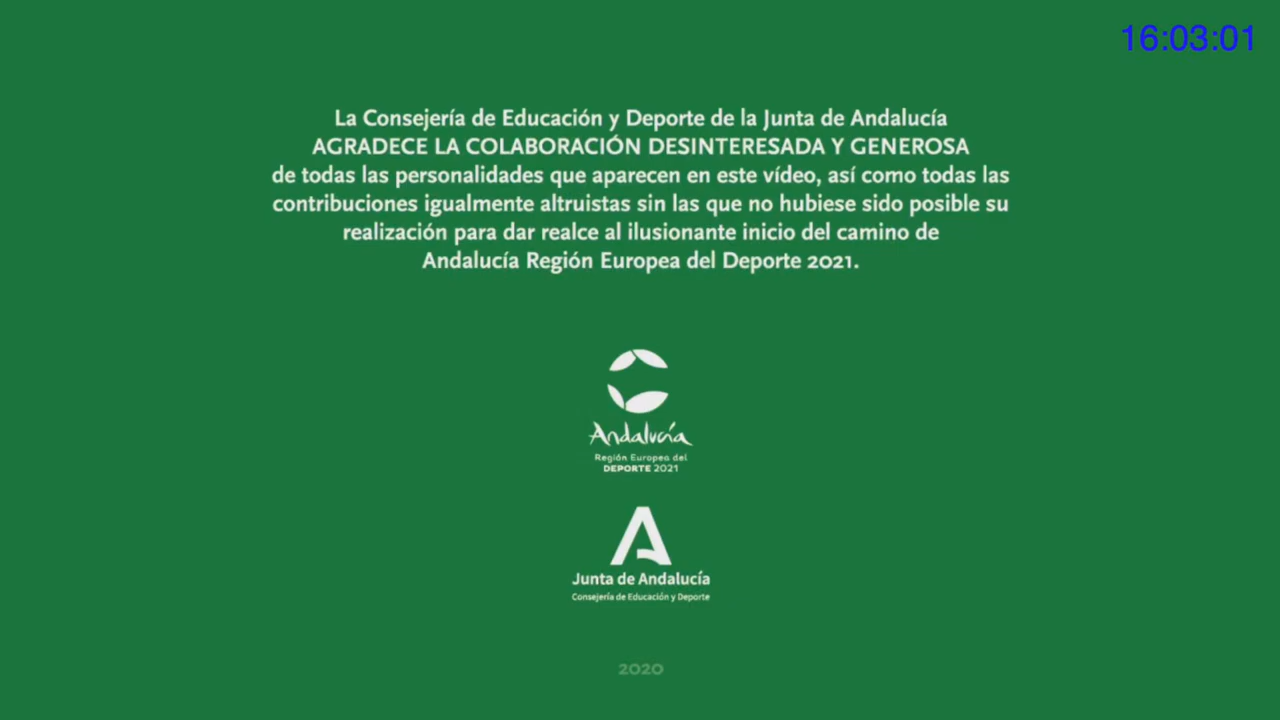 16:03:01
La Consejería de Educación y Deporte de la Junta de Andalucía
AGRADECE LA COLABORACIÓN DESINTERESADA Y GENEROSA
de todas las personalidades que aparecen en este vídeo, así como todas las
contribuciones igualmente altruistas sin las que no hubiese sido posible su
realización para dar realce al ilusionante inicio del camino de
Andalucía Región Europea del Deporte 2021.
Andalucía
Región Europea del
DEPORTE 2021
Junta de Andalucía
Consejería de Educación y Deporte
2020